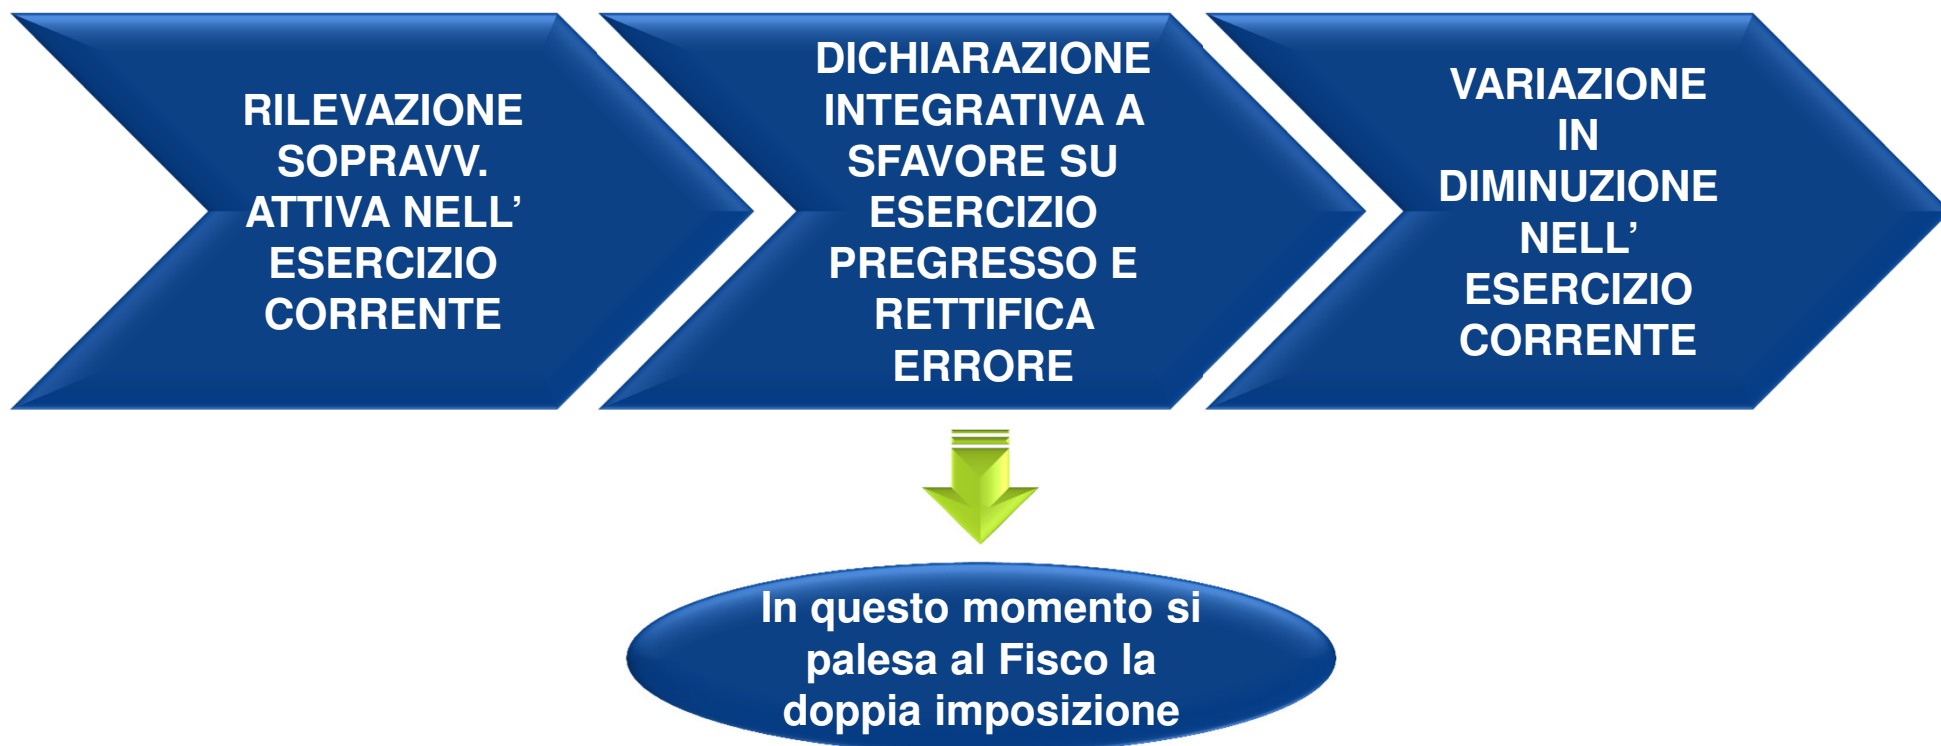 RILEVAZIONE
SOPRAVV.
ATTIVA NELL'
ESERCIZIO
CORRENTE
DICHIARAZIONE
INTEGRATIVA A
SFAVORE SU
ESERCIZIO
PREGRESSO E
RETTIFICA
ERRORE
VARIAZIONE
IN
DIMINUZIONE
NELL'
ESERCIZIO
CORRENTE
In questo momento si
palesa al Fisco la
doppia imposizione